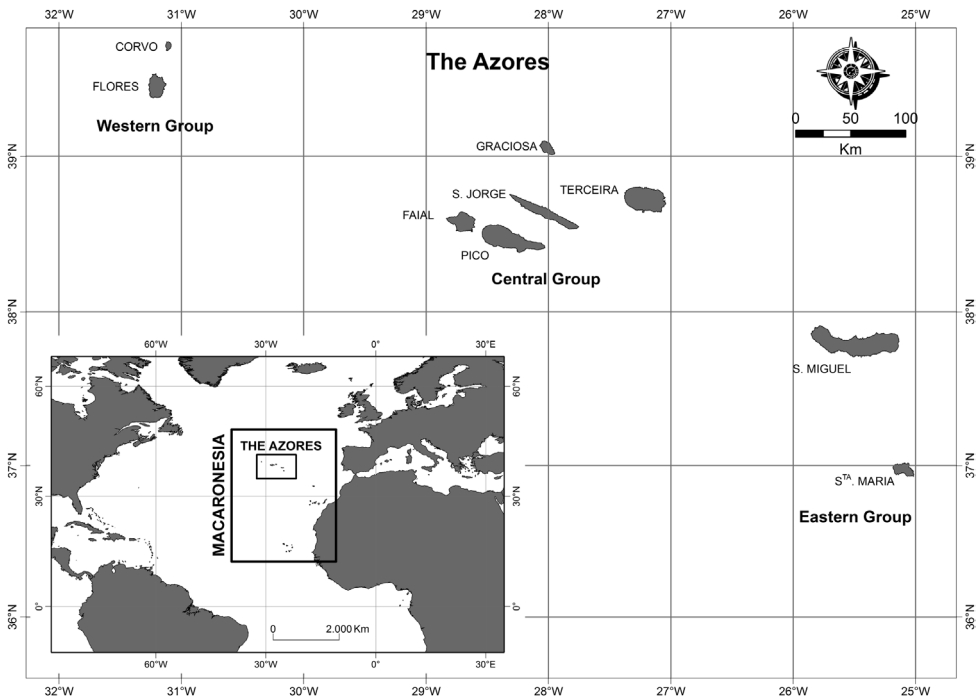 32°W 31°W 30°W 29°W 28°W 27°W 26°W 25°W
CORVO
The Azores
FLORES
Western Group
0 50 100
Km
GRACIOSA
39°N 39°N
S. JORGE
TERCEIRA
FAIAL
PICO
Central Group
38°N 38°N
S. MIGUEL
60°W 30°W 0° 30°E
60°N 60°N
MACARONESIA
THE AZORES
37°N 37°N
30°N 30°N
STA. MARIA
Eastern Group
0° 0°
0 2.000 Km
36°N 36°N
60°W 30°W 0° 30°E
32°W 31°W 30°W 29°W 28°W 27°W 26°W 25°W